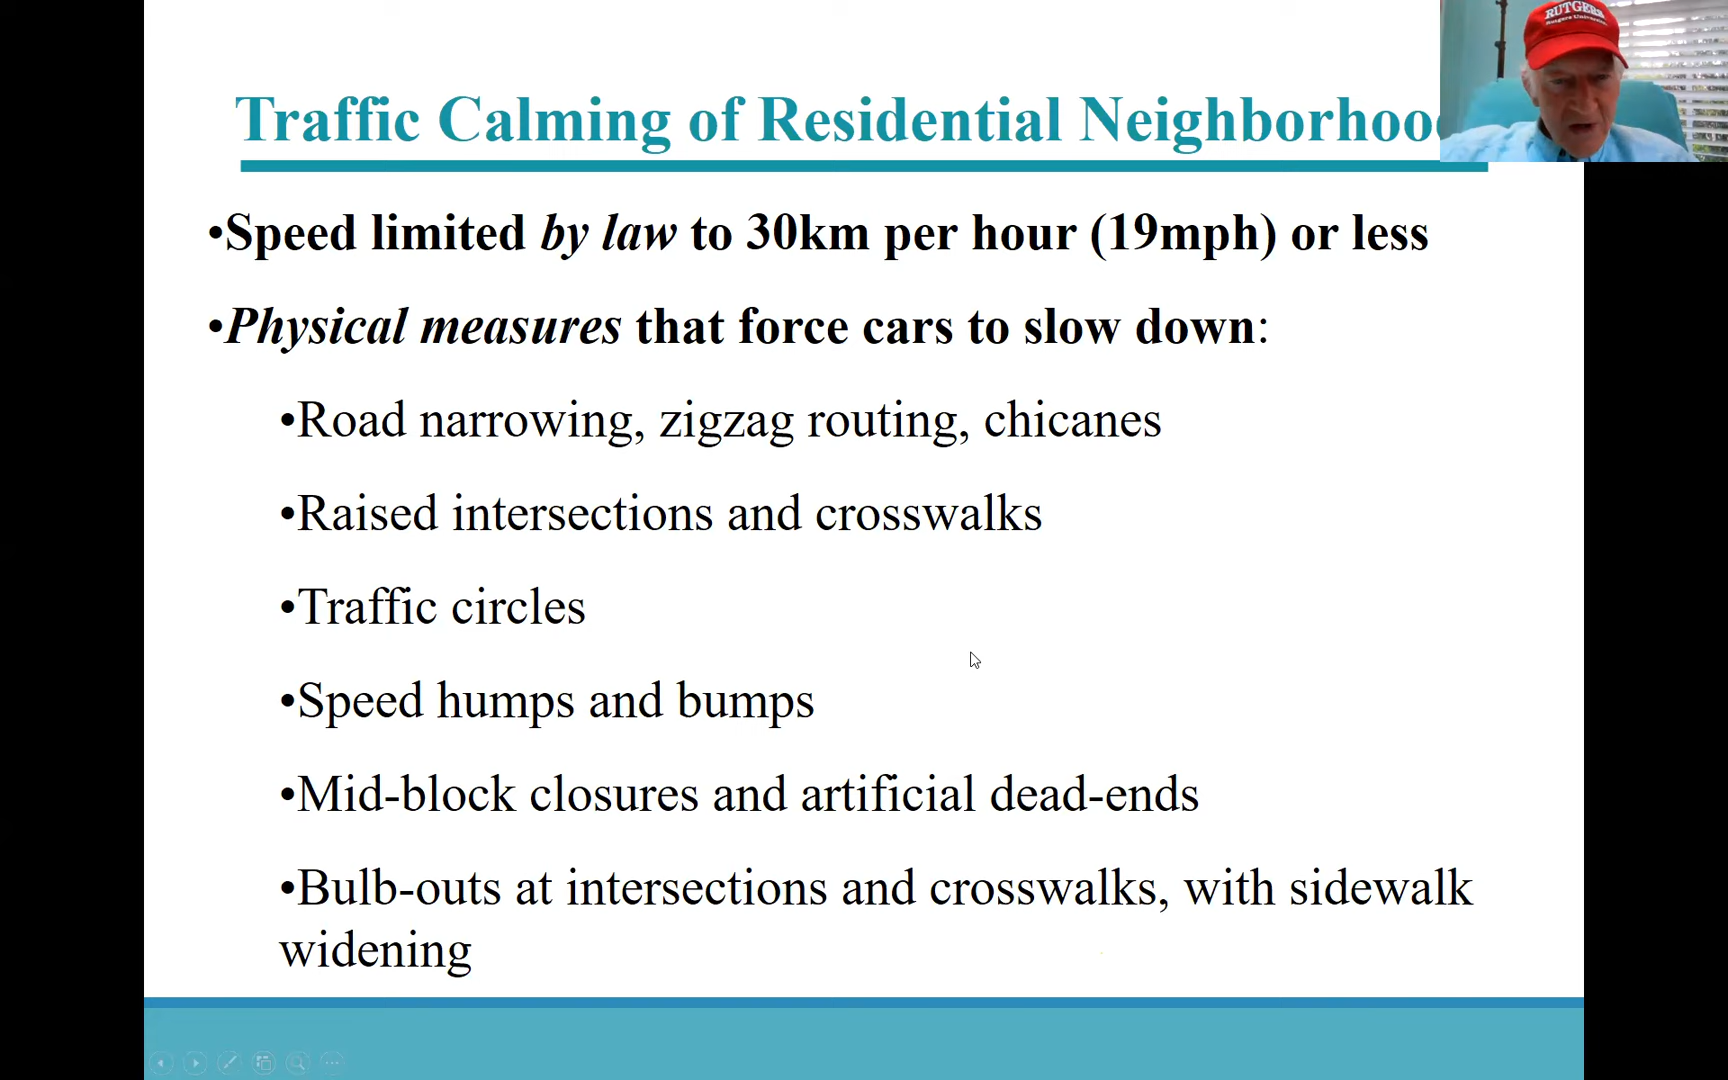 RUTGERS
Rutgers University
Traffic Calming of Residential Neighborhoo
•Speed limited by law to 30km per hour (19mph) or less
•Physical measures that force cars to slow down:
•Road narrowing, zigzag routing, chicanes
•Raised intersections and crosswalks
•Traffic circles
•Speed humps and bumps
•Mid-block closures and artificial dead-ends
•Bulb-outs at intersections and crosswalks, with sidewalk
widening